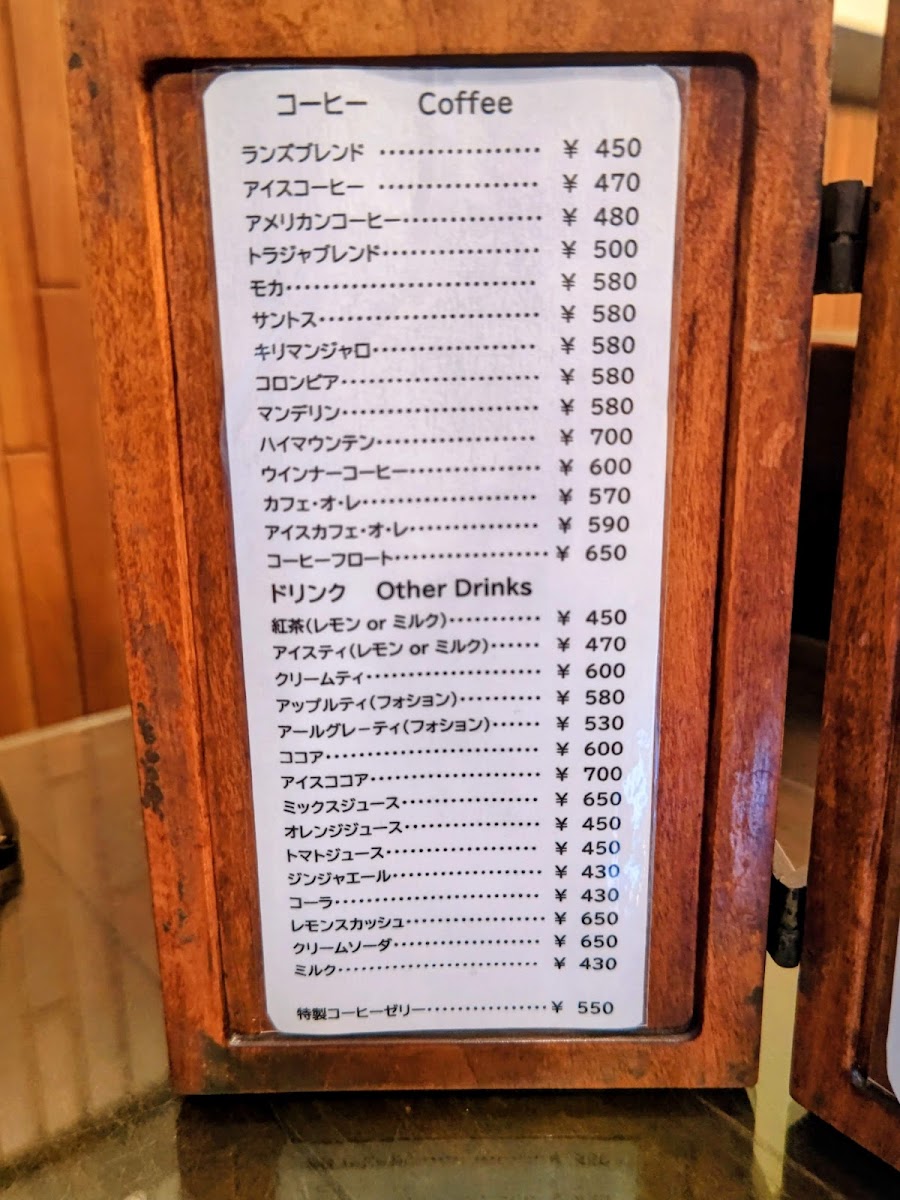 コーヒー Coffee
ランズブレンド ・・・・・・・・・・・・・・・・・ ¥ 450
アイスコーヒー ・・・・・・・・・・・・・・・・・ ¥ 470
アメリカンコーヒー・・・・・・・・・・・・・・・ ¥ 480
トラジャブレンド・・・・・・・・・・・・・・・・・ ¥ 500
モカ・・・・・・・・・・・・・・・・・・・・・・・・・・・ ¥ 580
サントス・・・・・・・・・・・・・・・・・・・・・・・・ ¥ 580
キリマンジャロ・・・・・・・・・・・・・・・・・・ ¥ 580
コロンビア・・・・・・・・・・・・・・・・・・・・・ ¥ 580
マンデリン・・・・・・・・・・・・・・・・・・・・・ ¥ 580
ハイマウンテン・・・・・・・・・・・・・・・・・ ¥ 700
ウインナーコーヒー・・・・・・・・・・・・・・ ¥ 600
カフェ・オ・レ・・・・・・・・・・・・・・・・・・・ ¥ 570
アイスカフェ・オ・レ・・・・・・・・・・・・・・ ¥ 590
コーヒーフロート・・・・・・・・・・・・・・・・・ ¥ 650
ドリンク Other Drinks
紅茶(レモン or ミルク)・・・・・・・・・・・ ¥ 450
アイスティ(レモン or ミルク)・・・・・・ ¥ 470
クリームティ・・・・・・・・・・・・・・・・・・・ ¥ 600
アップルティ(フォション)・・・・・・・・・・ ¥ 580
アールグレーティ(フォション)・・・・・・ ¥ 530
ココア・・・・・・・・・・・・・・・・・・・・・・・・・ ¥ 600
アイスココア・・・・・・・・・・・・・・・・・・・・ ¥ 700
ミックスジュース・・・・・・・・・・・・・・・・ ¥ 650
オレンジジュース・・・・・・・・・・・・・・・・ ¥ 450
トマトジュース・・・・・・・・・・・・・・・・・・ ¥ 450
ジンジャエール・・・・・・・・・・・・・・・・・・ ¥ 430
コーラ・・・・・・・・・・・・・・・・・・・・・・・・・ ¥ 430
レモンスカッシュ・・・・・・・・・・・・・・・・・ ¥ 650
クリームソーダ・・・・・・・・・・・・・・・・・・ ¥ 650
ミルク・・・・・・・・・・・・・・・・・・・・・・・・・ ¥ 430
特製コーヒーゼリー・・・・・・・・・・・・・・・・ ¥ 550